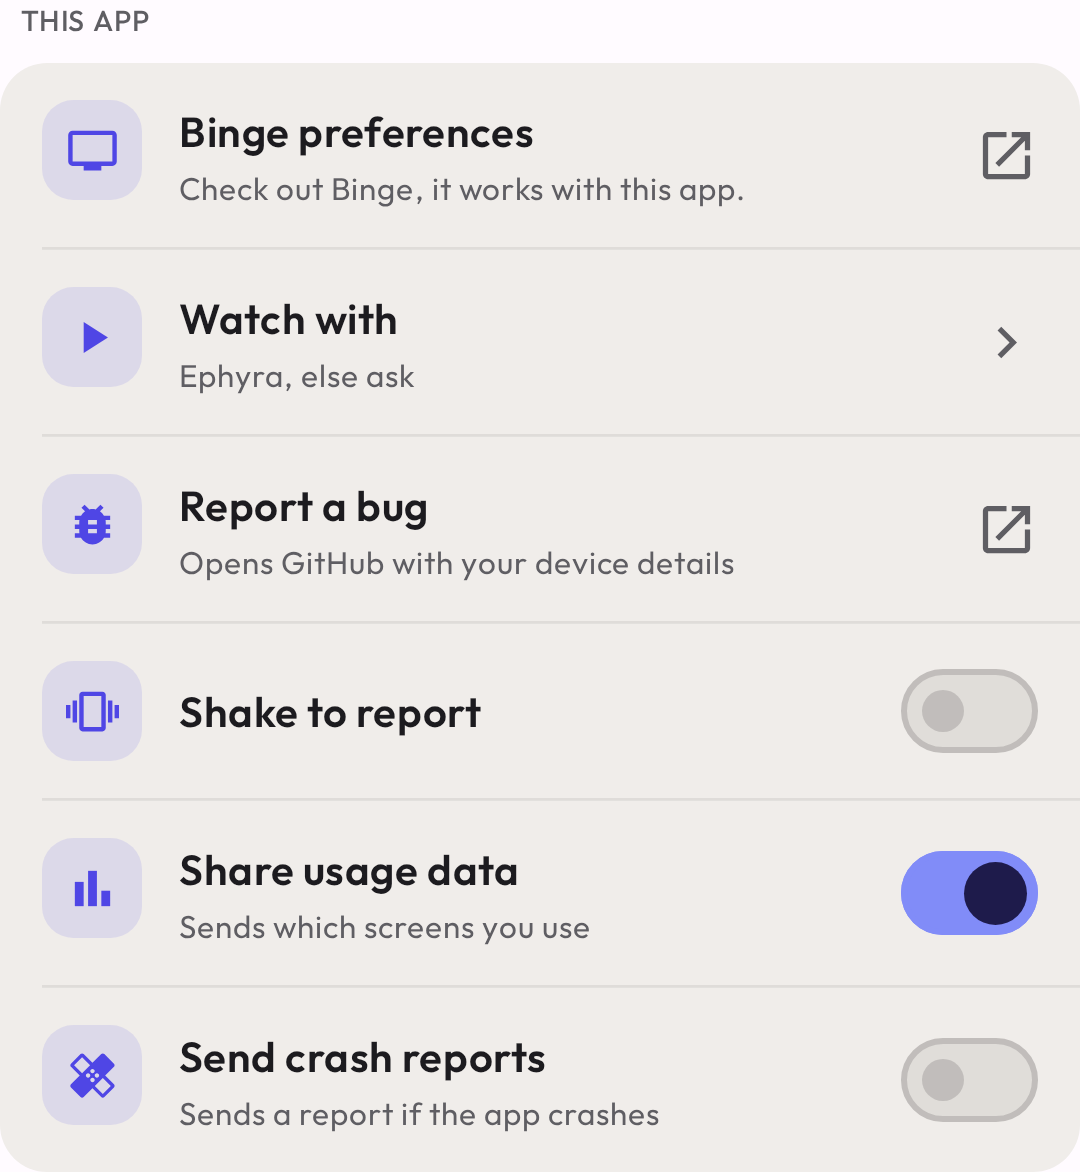 THIS APP
Binge preferences
Check out Binge, it works with this app.
Watch with
Ephyra, else ask
Report a bug
Opens GitHub with your device details
Shake to report
Share usage data
Sends which screens you use
Send crash reports
Sends a report if the app crashes